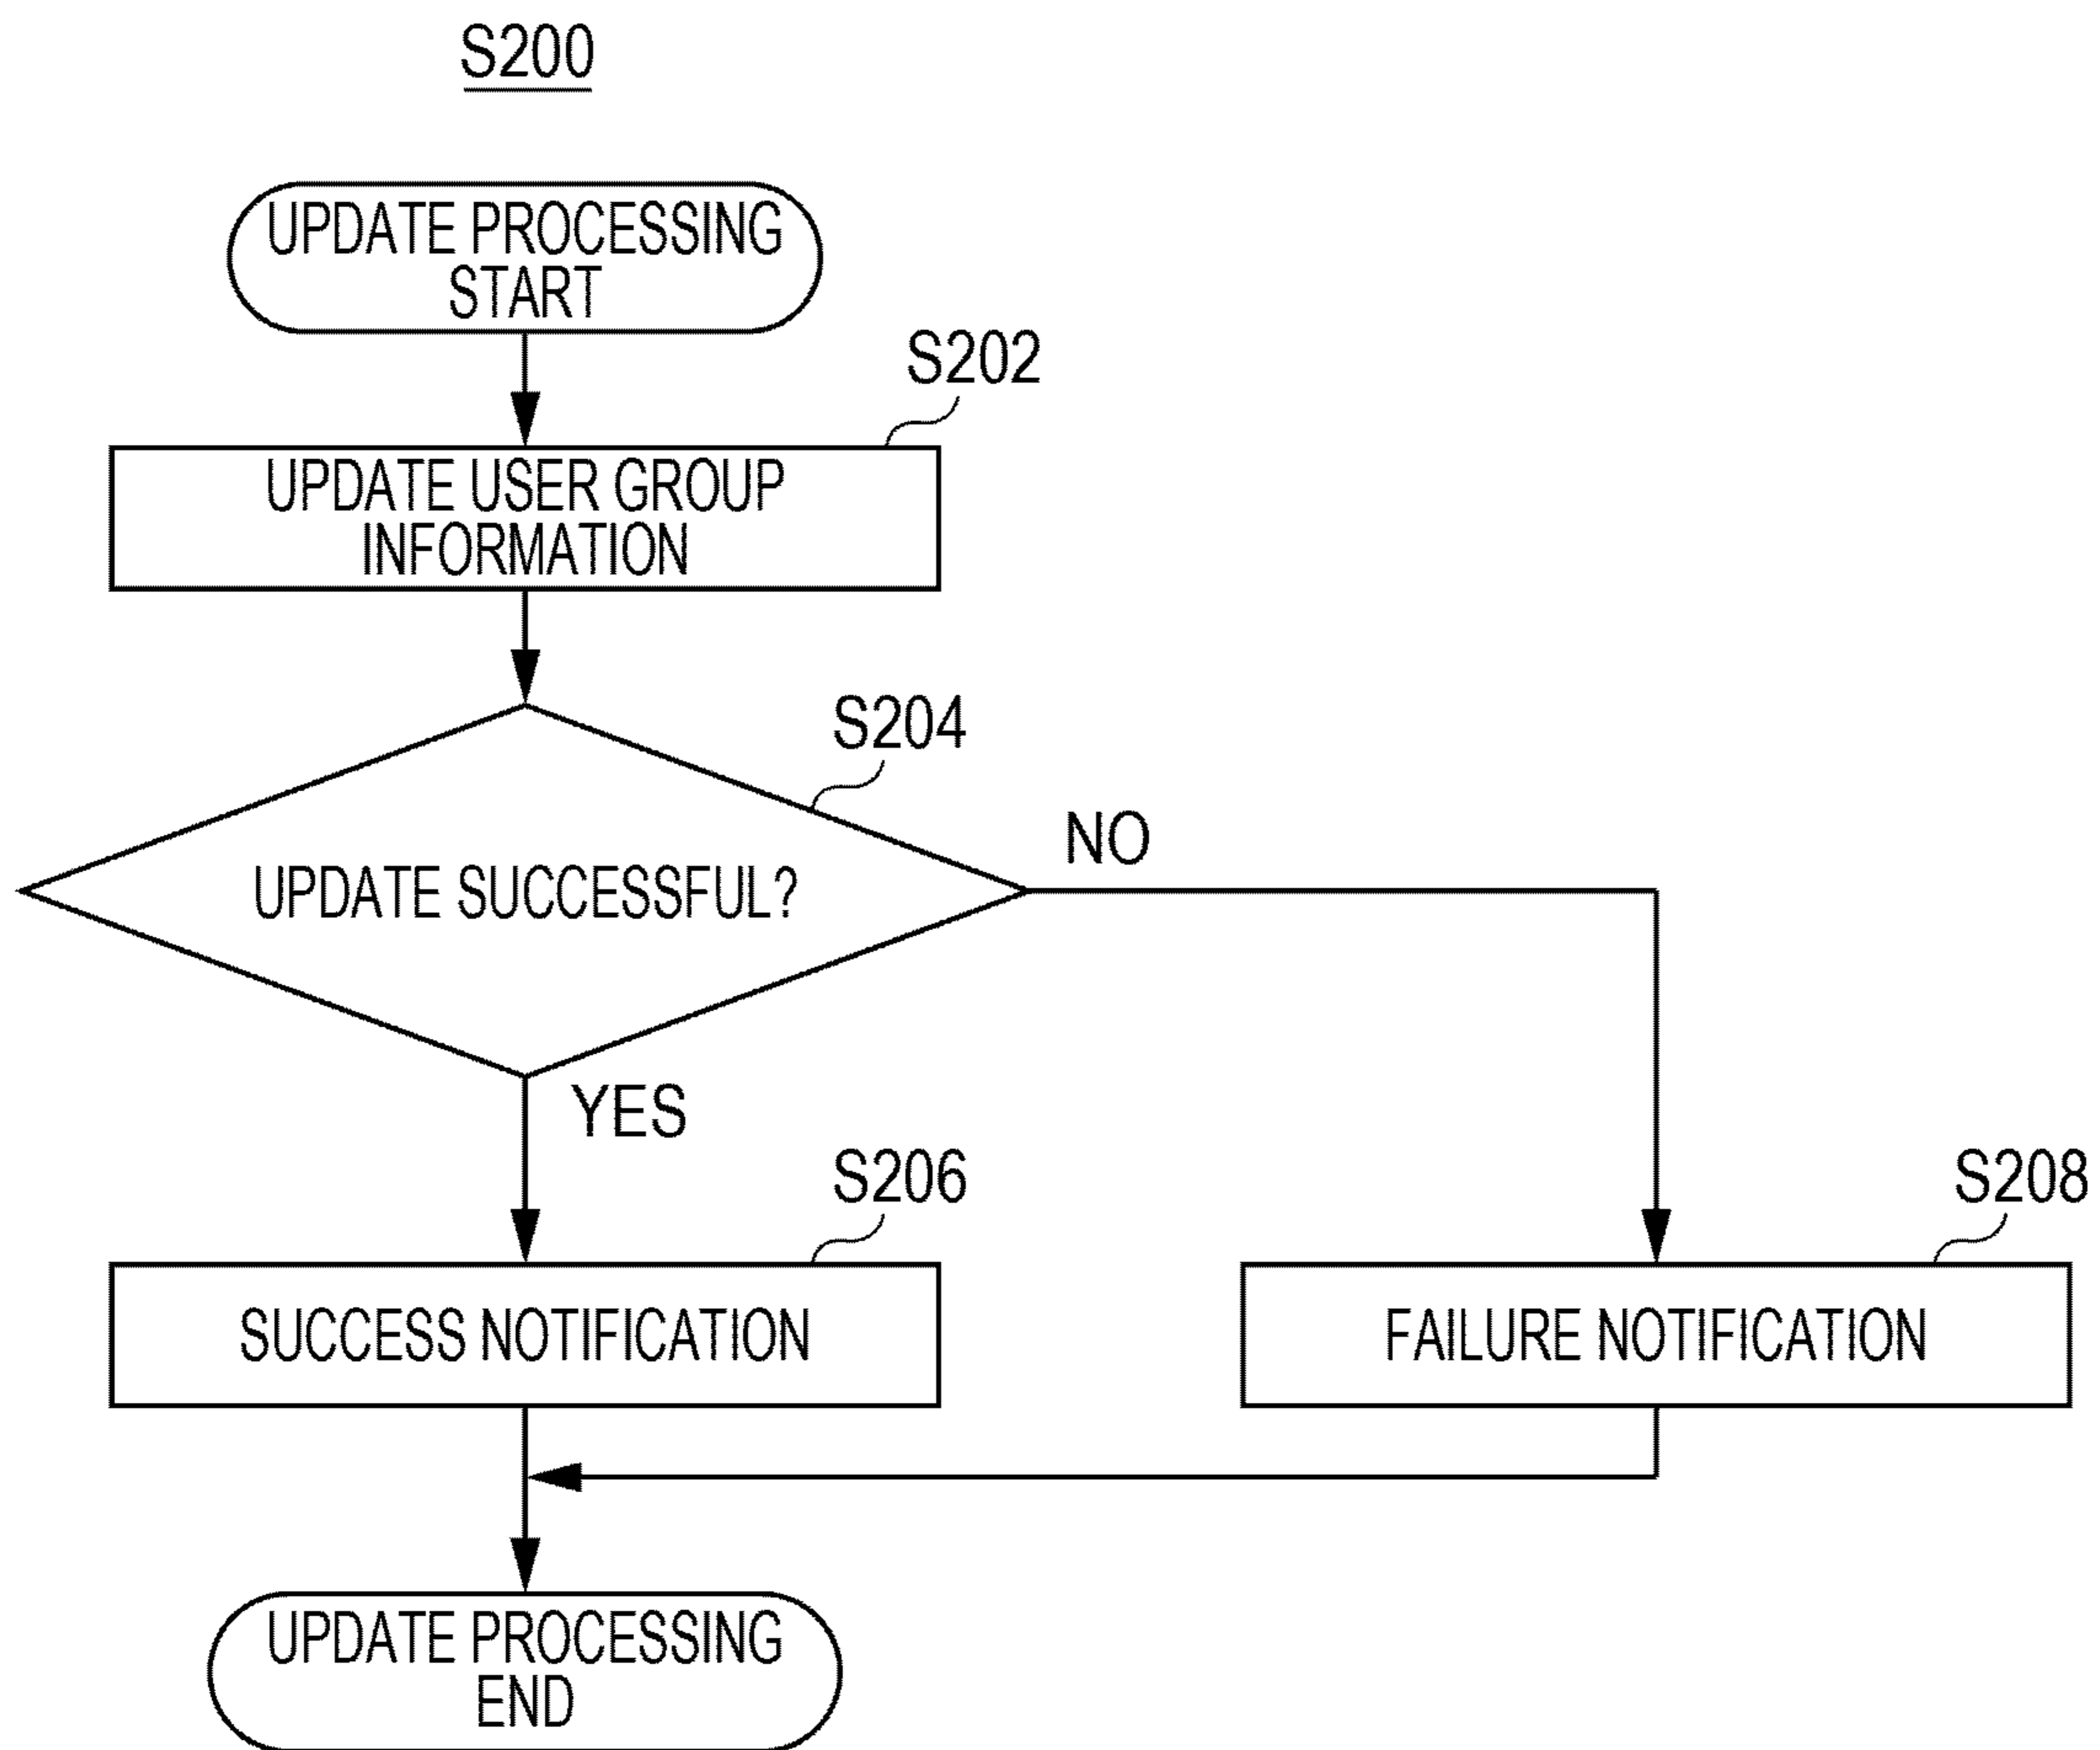 S200
UPDATE PROCESSING
START
S202
UPDATE USER GROUP
INFORMATION
S204
UPDATE SUCCESSFUL?
NO
YES
S206
SUCCESS NOTIFICATION
S208
FAILURE NOTIFICATION
UPDATE PROCESSING
END